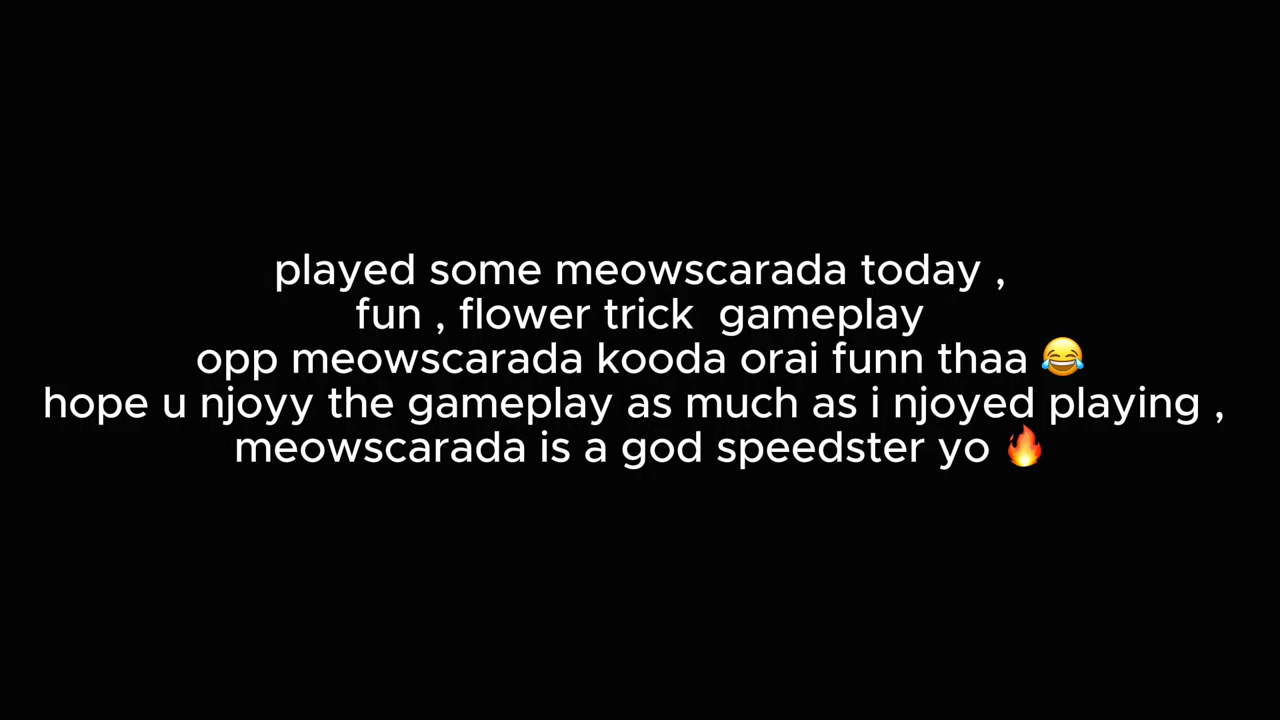 played some meowscarada today ,
fun , flower trick  gameplay
opp meowscarada kooda orai funn thaa 😂
hope u njoyy the gameplay as much as i njoyed playing ,
meowscarada is a god speedster yo 🔥